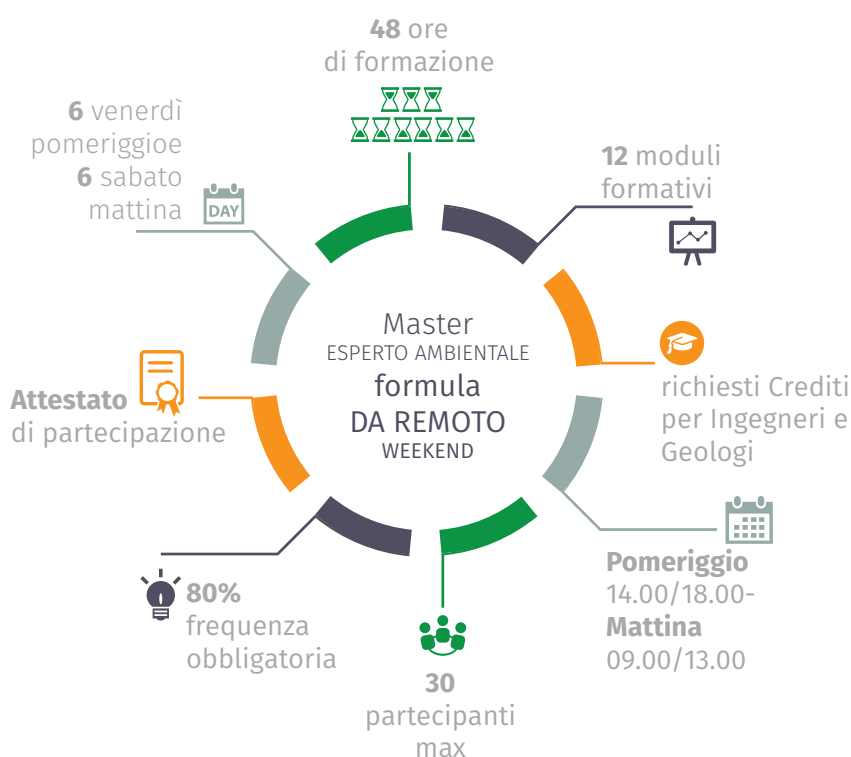 48 ore
di formazione
6 venerdì
pomeriggioe
6 sabato
mattina
DAY
12 moduli
formativi
Master
ESPERTO AMBIENTALE
formula
DA REMOTO
WEEKEND
richiesti Crediti
per Ingegneri e
Geologi
Attestato
di partecipazione
Pomeriggio
14.00/18.00-
Mattina
09.00/13.00
80%
frequenza
obbligatoria
30
partecipanti
max